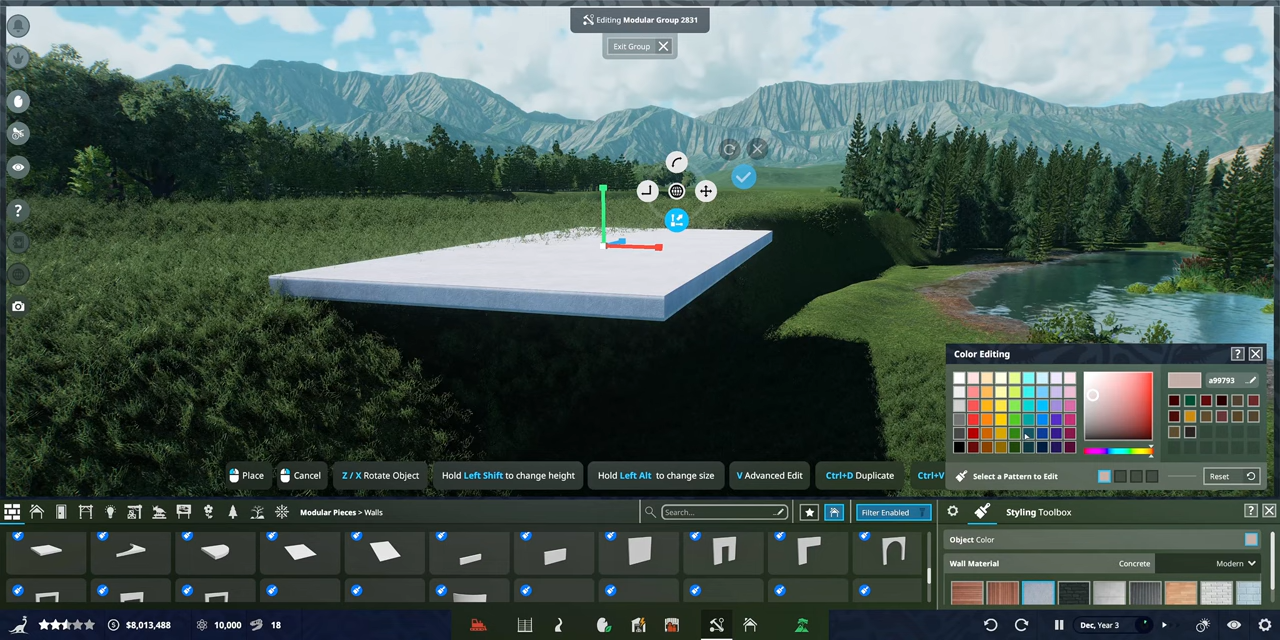 Editing Modular Group 2831
Exit Group
Color Editing
?
a99793
Place
Cancel
Z / X Rotate Object
Hold Left Shift to change height
Hold Left Alt to change size
V Advanced Edit
Ctrl+D Duplicate
Ctrl+V
Select a Pattern to Edit
Reset
Modular Pieces > Walls
Search...
Filter Enabled
Styling Toolbox
?
Object Color
Wall Material
Concrete
Modern
?
$8,013,488
10,000
18
Dec, Year 3